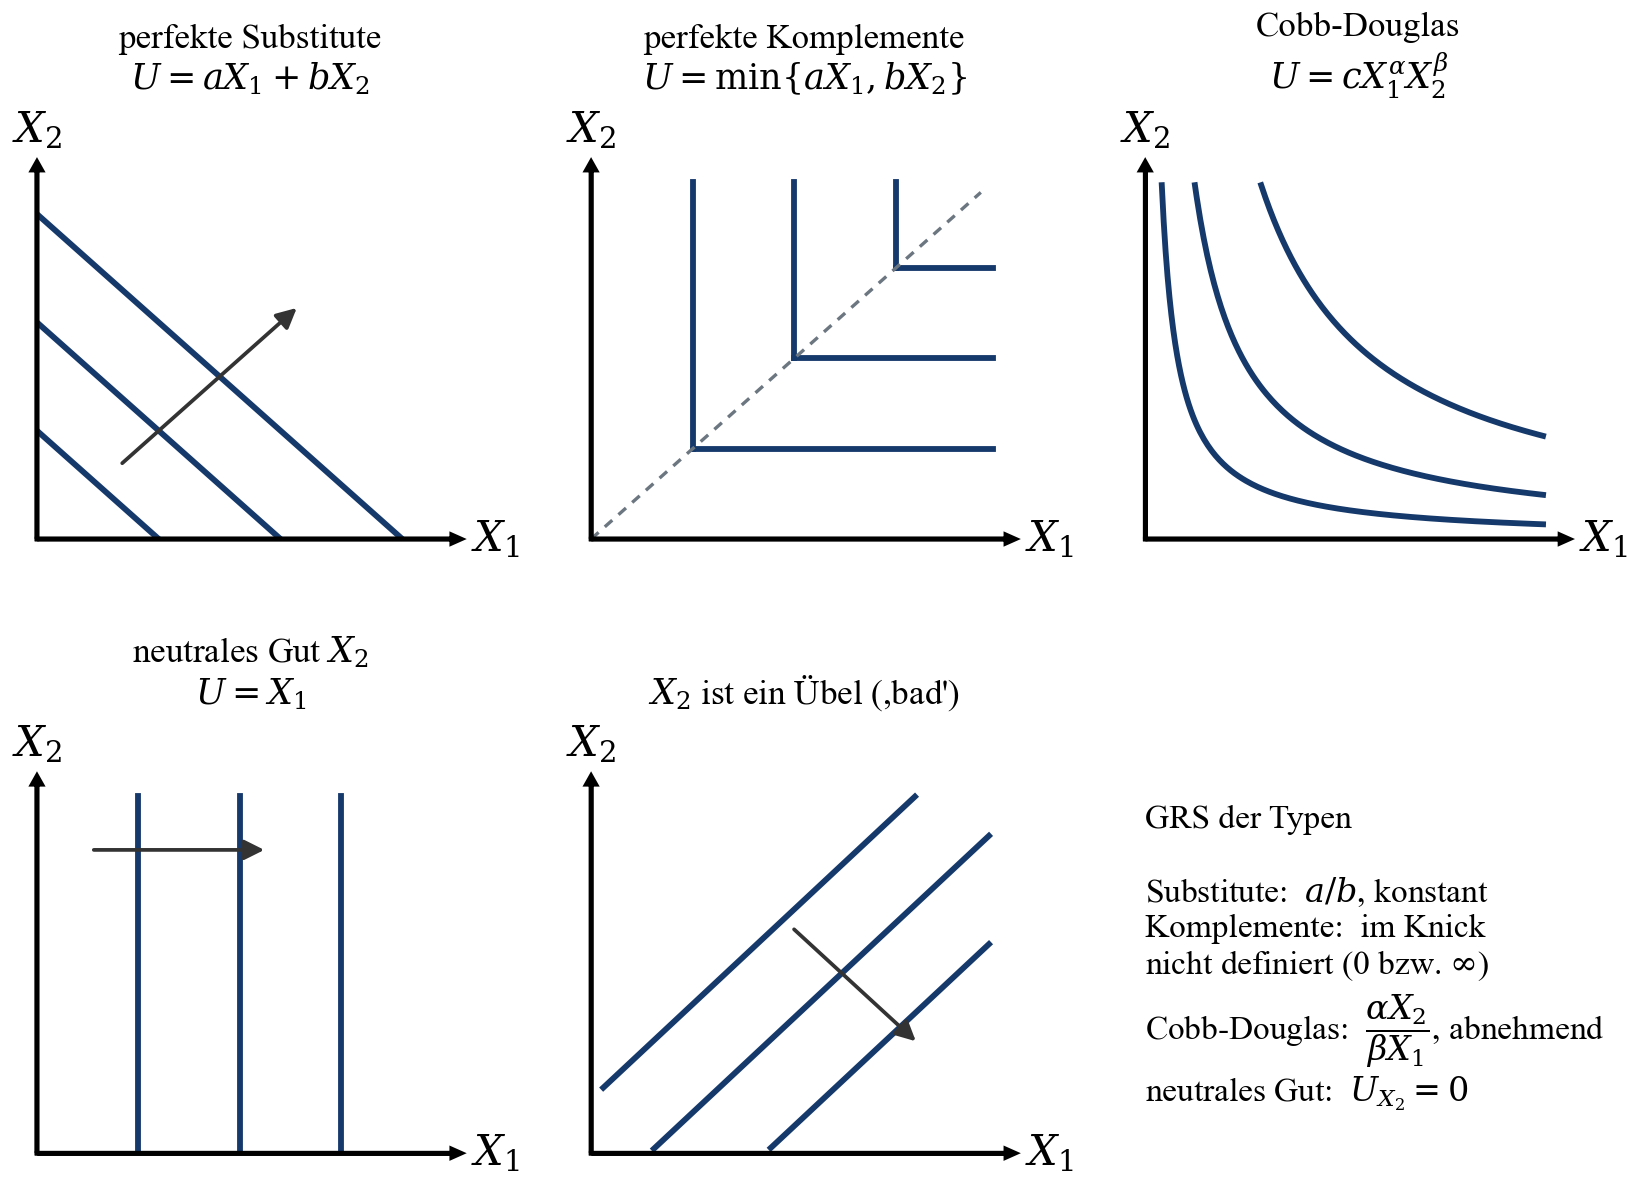 perfekte Substitute
U = aX₁ + bX₂
X₂
X₁
perfekte Komplemente
U = min{aX₁, bX₂}
X₂
X₁
Cobb-Douglas
U = cX₁^α X₂^β
X₂
X₁
neutrales Gut X₂
U = X₁
X₂
X₁
X₂ ist ein Übel (‚bad')
X₂
X₁
GRS der Typen
Substitute: a/b, konstant
Komplemente: im Knick
nicht definiert (0 bzw. ∞)
Cobb-Douglas: αX₂/βX₁, abnehmend
neutrales Gut: U_X₂ = 0